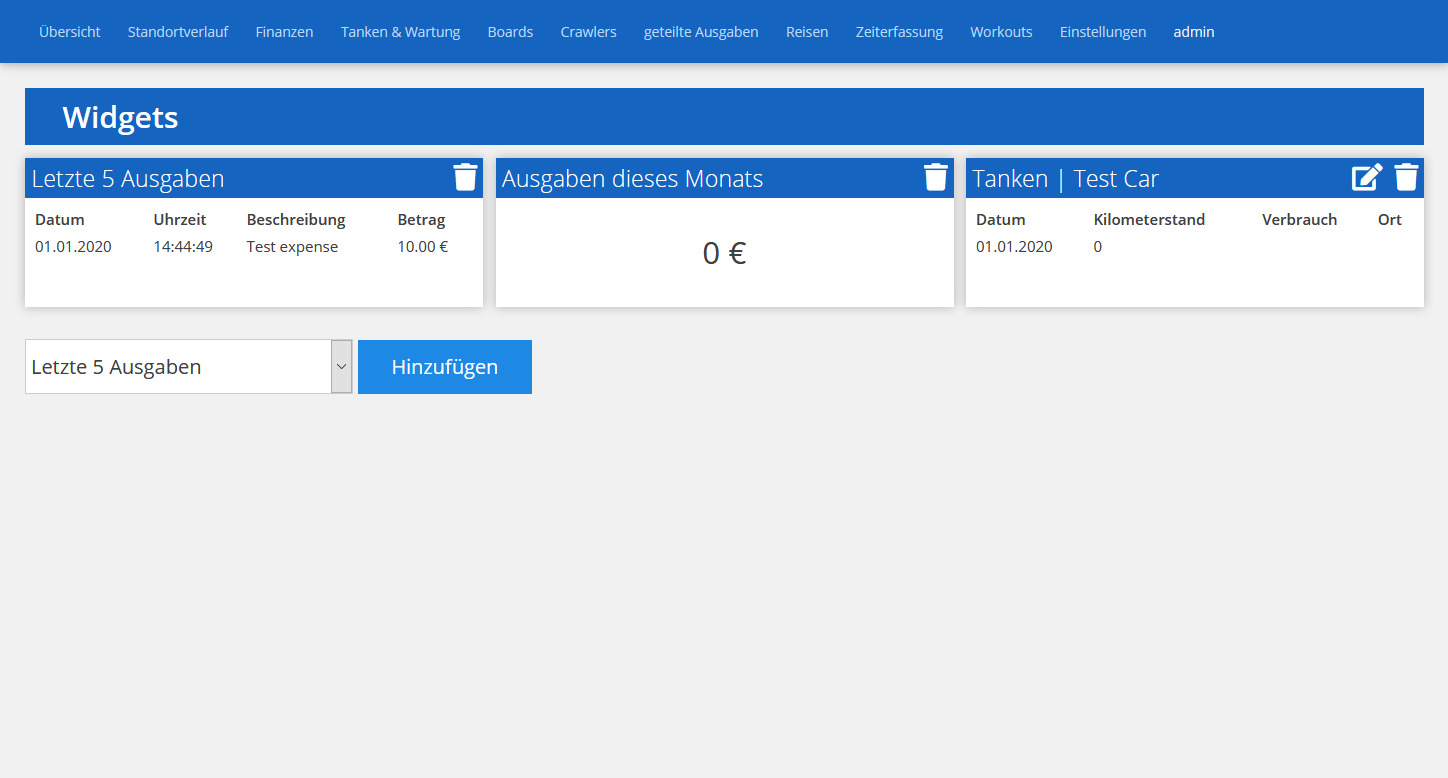 Übersicht Standortverlauf Finanzen Tanken & Wartung Boards Crawlers geteilte Ausgaben Reisen Zeiterfassung Workouts Einstellungen admin
Widgets
Letzte 5 Ausgaben
Datum Uhrzeit Beschreibung Betrag
01.01.2020 14:44:49 Test expense 10.00 €
Ausgaben dieses Monats
0 €
Tanken | Test Car
Datum Kilometerstand Verbrauch Ort
01.01.2020 0
Letzte 5 Ausgaben Hinzufügen